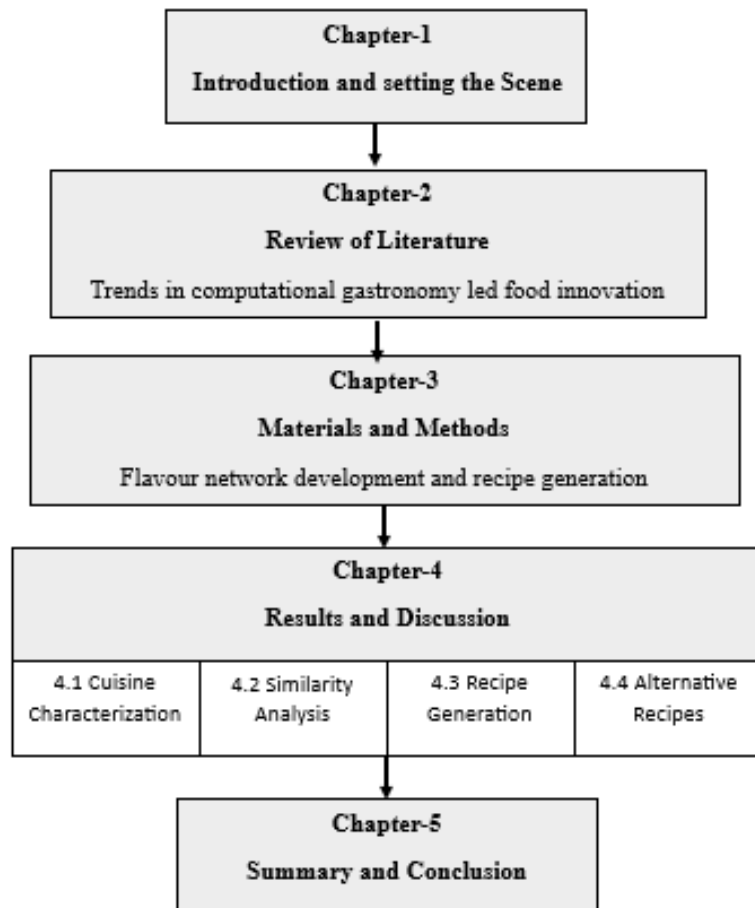 Chapter-1
Introduction and setting the Scene
Chapter-2
Review of Literature
Trends in computational gastronomy led food innovation
Chapter-3
Materials and Methods
Flavour network development and recipe generation
Chapter-4
Results and Discussion
4.1 Cuisine
Characterization
4.2 Similarity
Analysis
4.3 Recipe
Generation
4.4 Alternative
Recipes
Chapter-5
Summary and Conclusion